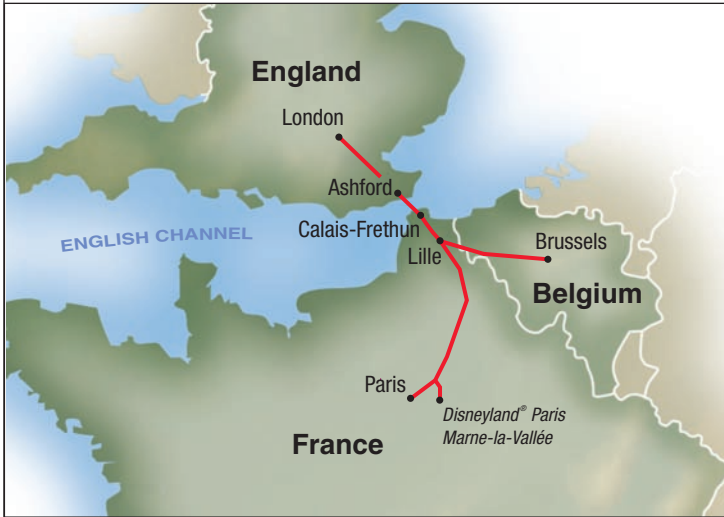 England
London
Ashford
ENGLISH CHANNEL
Calais-Frethun
Lille
Brussels
Belgium
Paris
Disneyland® Paris
Marne-la-Vallée
France